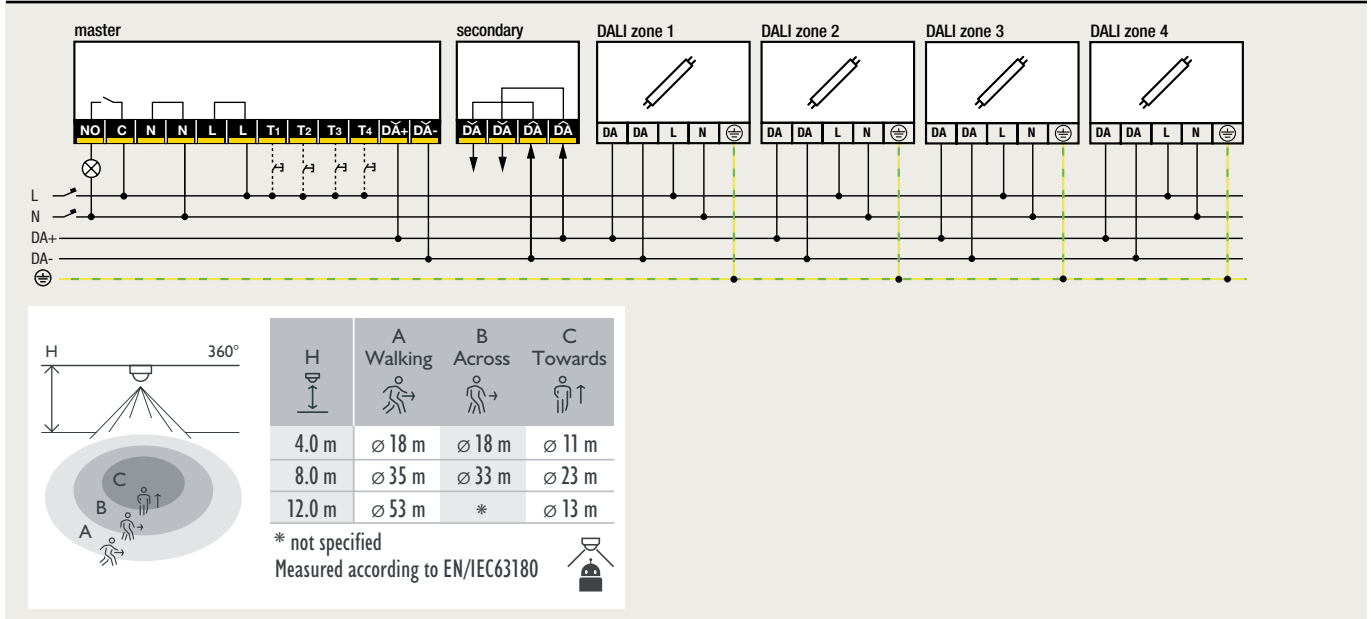 master secondary DALI zone 1 DALI zone 2 DALI zone 3 DALI zone 4
NO C N N L L T1 T2 T3 T4 DA+ DA- DA DA DA DA DA DA L N DA DA L N DA DA L N DA DA L N
L
N
DA+
DA-
H 360°
C
B
A
H A Walking B Across C Towards
4.0 m ⌀ 18 m ⌀ 18 m ⌀ 11 m
8.0 m ⌀ 35 m ⌀ 33 m ⌀ 23 m
12.0 m ⌀ 53 m * ⌀ 13 m
* not specified
Measured according to EN/IEC63180